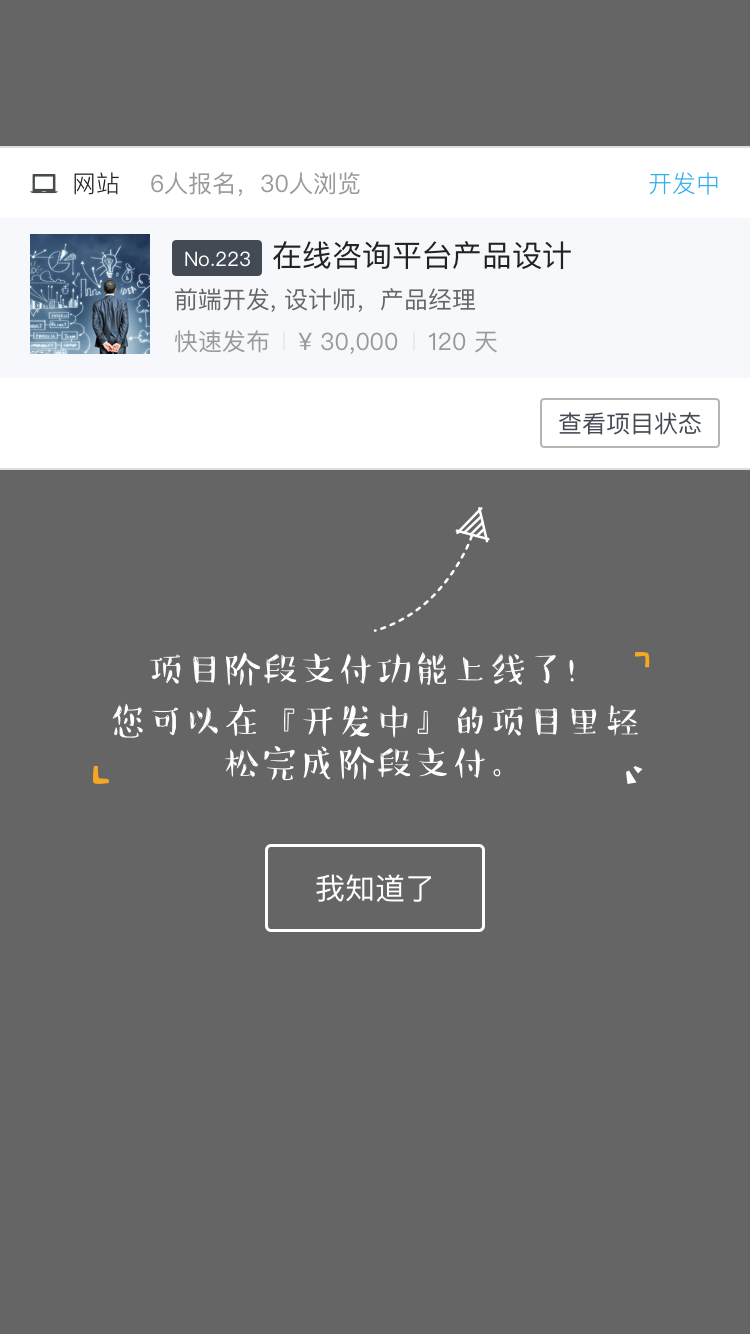 网站 6人报名，30人浏览 开发中
No.223 在线咨询平台产品设计
前端开发, 设计师，产品经理
快速发布 ¥ 30,000 120 天
查看项目状态
项目阶段支付功能上线了！
您可以在『开发中』的项目里轻
松完成阶段支付。
我知道了